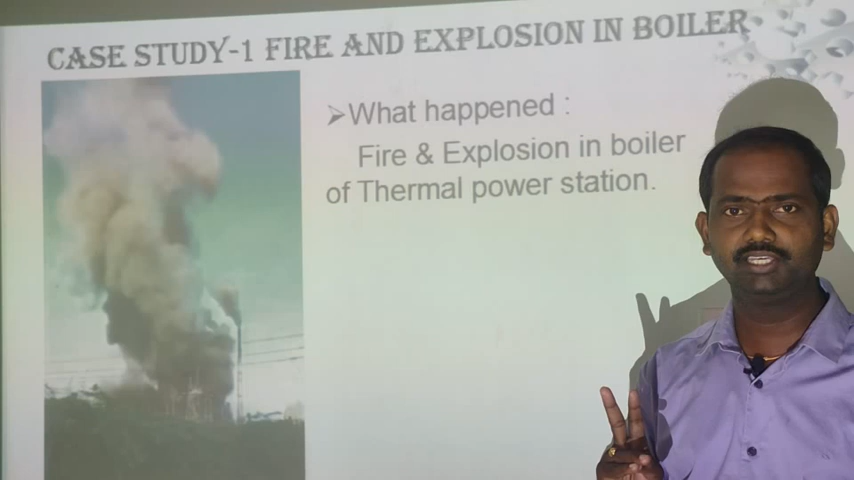 CASE STUDY-1 FIRE AND EXPLOSION IN BOILER
➢What happened :
Fire & Explosion in boiler
of Thermal power station.